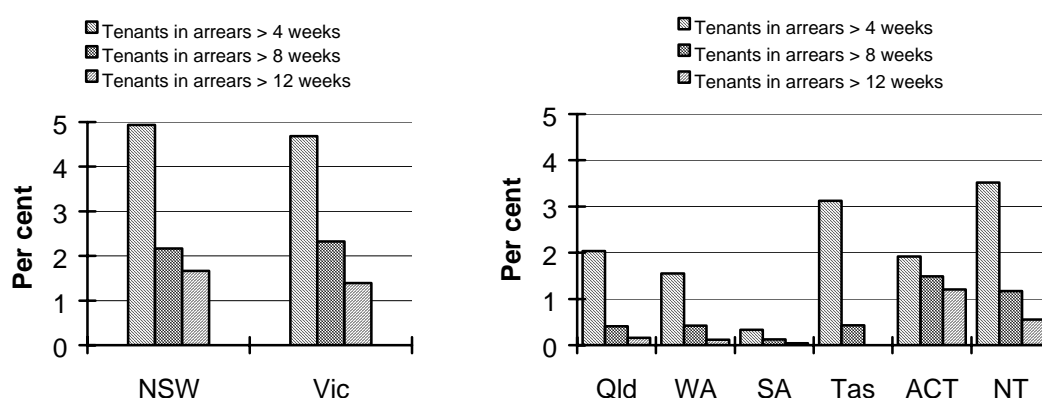 Tenants in arrears > 4 weeks
Tenants in arrears > 8 weeks
Tenants in arrears > 12 weeks
Per cent
5
4
3
2
1
0
NSW Vic
Tenants in arrears > 4 weeks
Tenants in arrears > 8 weeks
Tenants in arrears > 12 weeks
Per cent
5
4
3
2
1
0
Qld WA SA Tas ACT NT